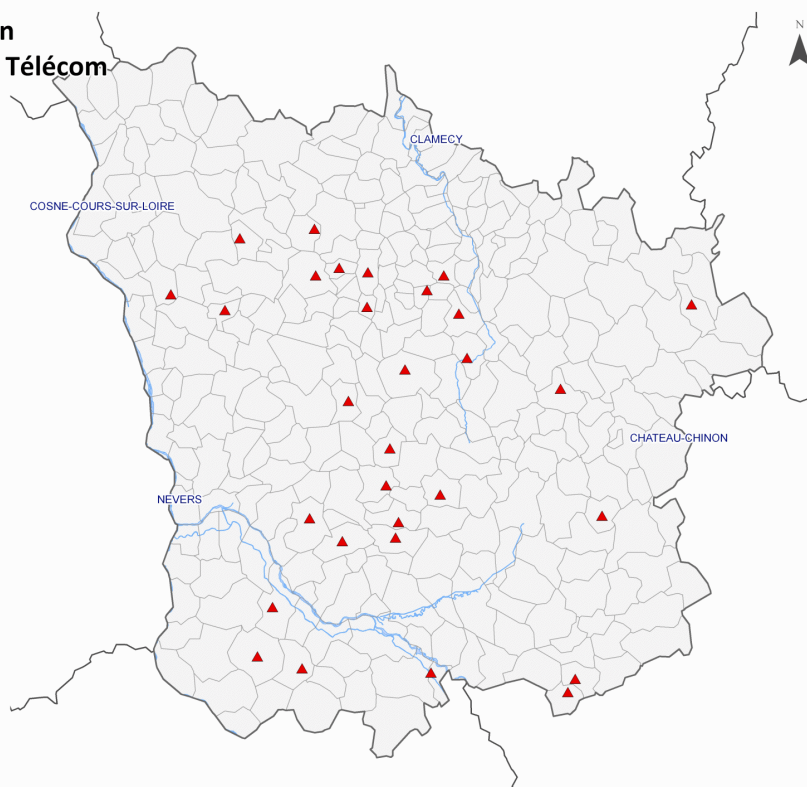 n
Télécom
N
CLAMECY
COSNE-COURS-SUR-LOIRE
CHATEAU-CHINON
NEVERS